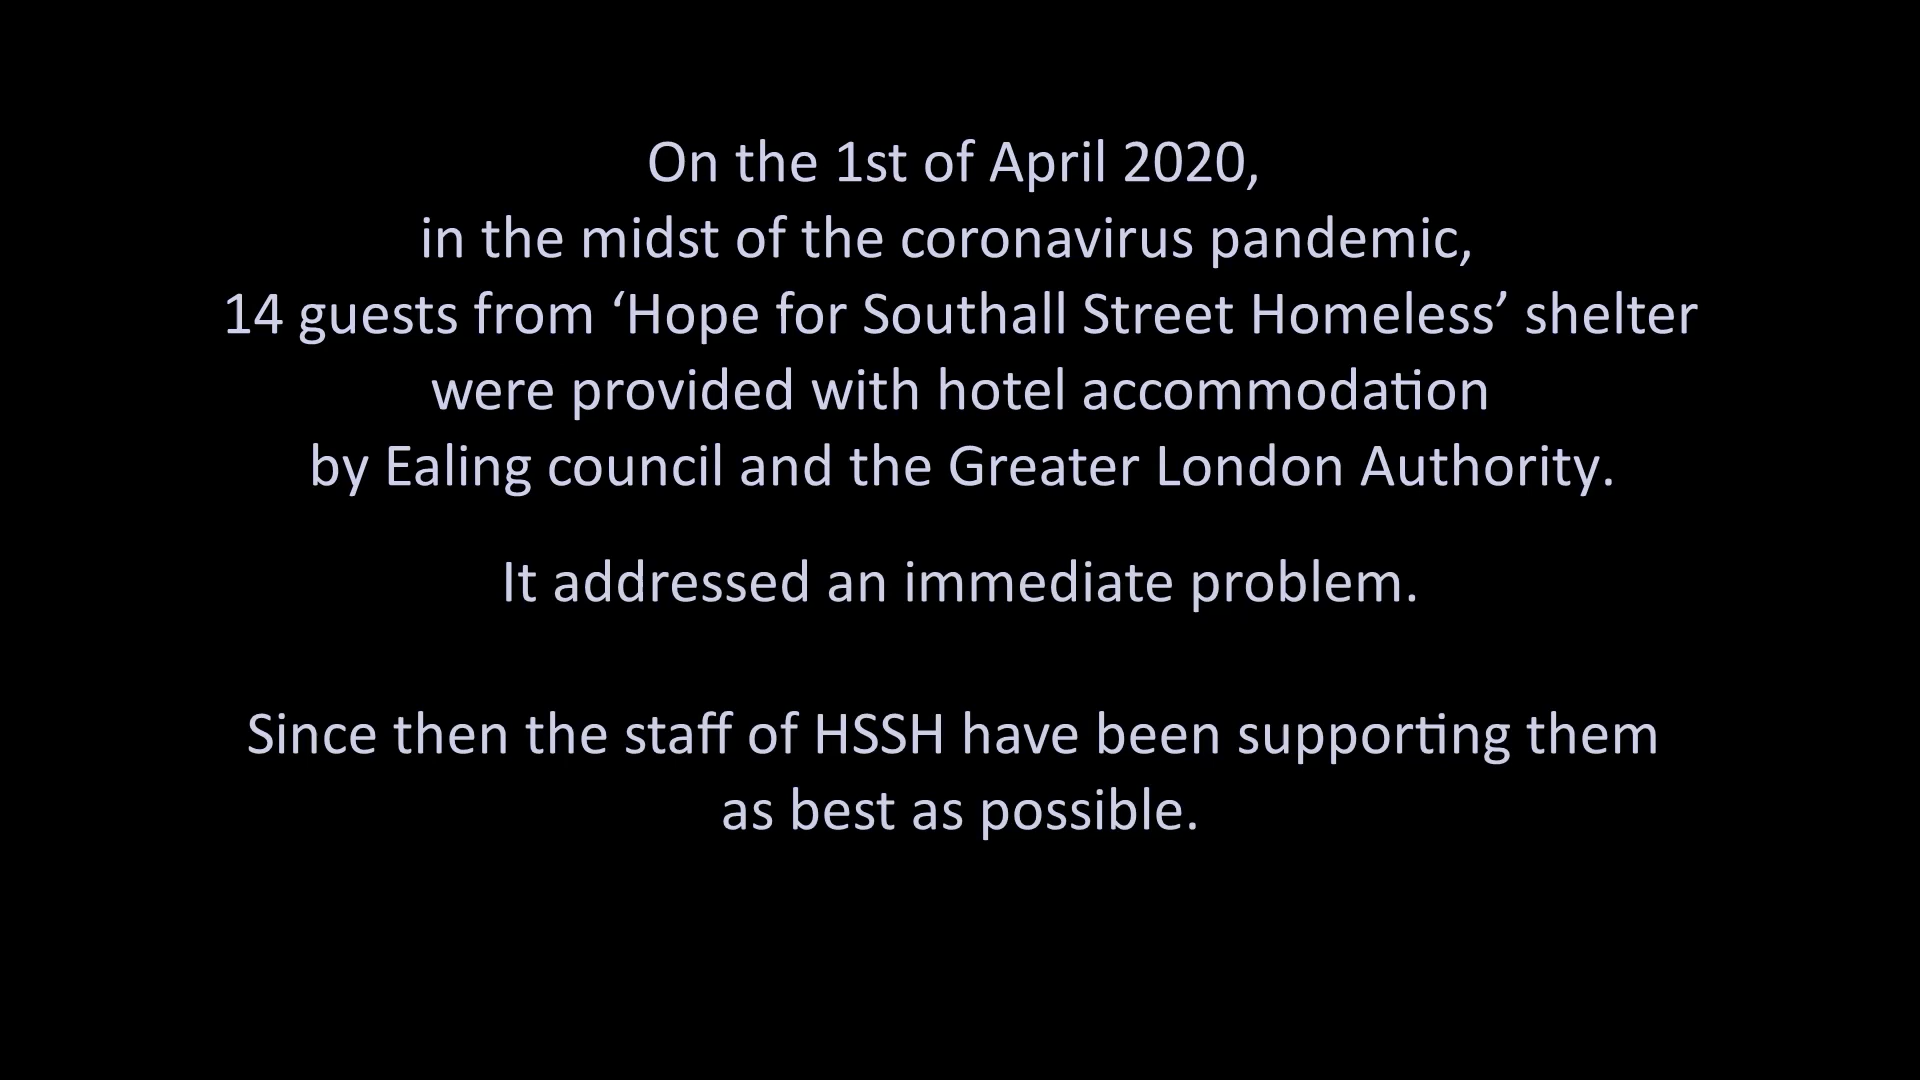 On the 1st of April 2020,
in the midst of the coronavirus pandemic,
14 guests from ‘Hope for Southall Street Homeless’ shelter
were provided with hotel accommodation
by Ealing council and the Greater London Authority.
It addressed an immediate problem.
Since then the staff of HSSH have been supporting them
as best as possible.